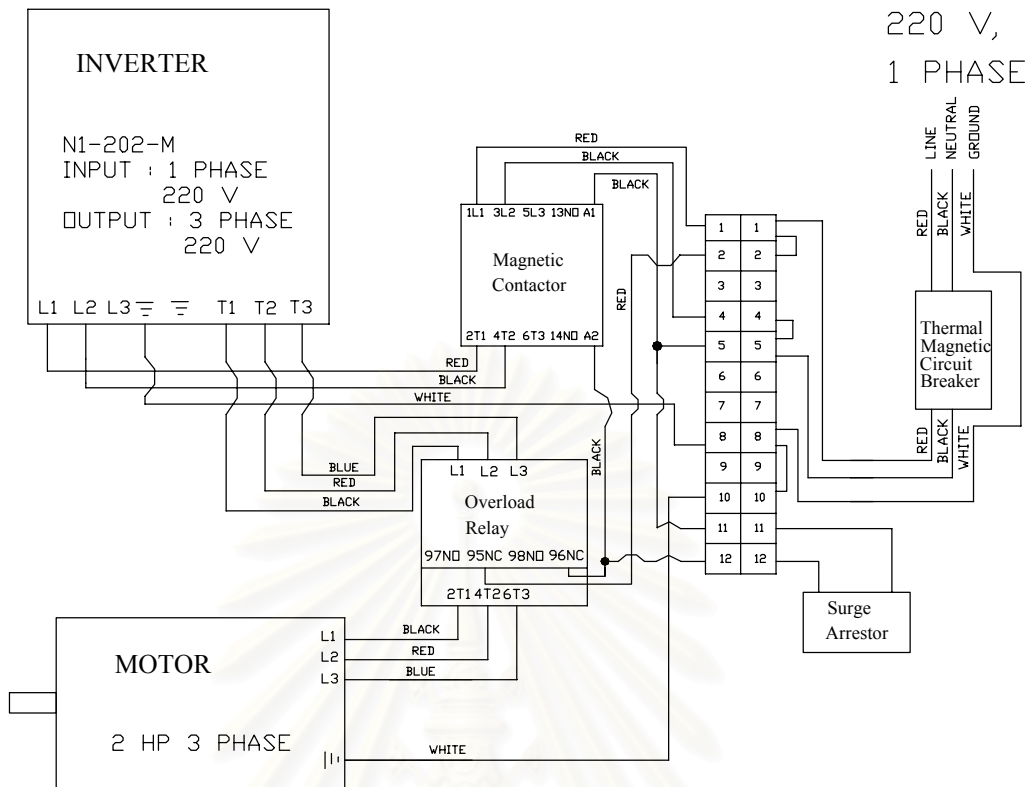 220 V,
1 PHASE
INVERTER
N1-202-M
INPUT : 1 PHASE
220 V
OUTPUT : 3 PHASE
220 V
L1 L2 L3 T1 T2 T3
RED
BLACK
BLACK
1L1 3L2 5L3 13NO A1
Magnetic
Contactor
2T1 4T2 6T3 14NO A2
RED
BLACK
WHITE
RED
BLACK
LINE
NEUTRAL
GROUND
RED
BLACK
WHITE
Thermal
Magnetic
Circuit
Breaker
RED
BLACK
WHITE
1 1
2 2
3 3
4 4
5 5
6 6
7 7
8 8
9 9
10 10
11 11
12 12
BLUE
RED
BLACK
L1 L2 L3
Overload
Relay
97NO 95NC 98NO 96NC
2T1 4T2 6T3
Surge
Arrestor
BLACK
RED
BLUE
L1
L2
L3
MOTOR
2 HP 3 PHASE
WHITE